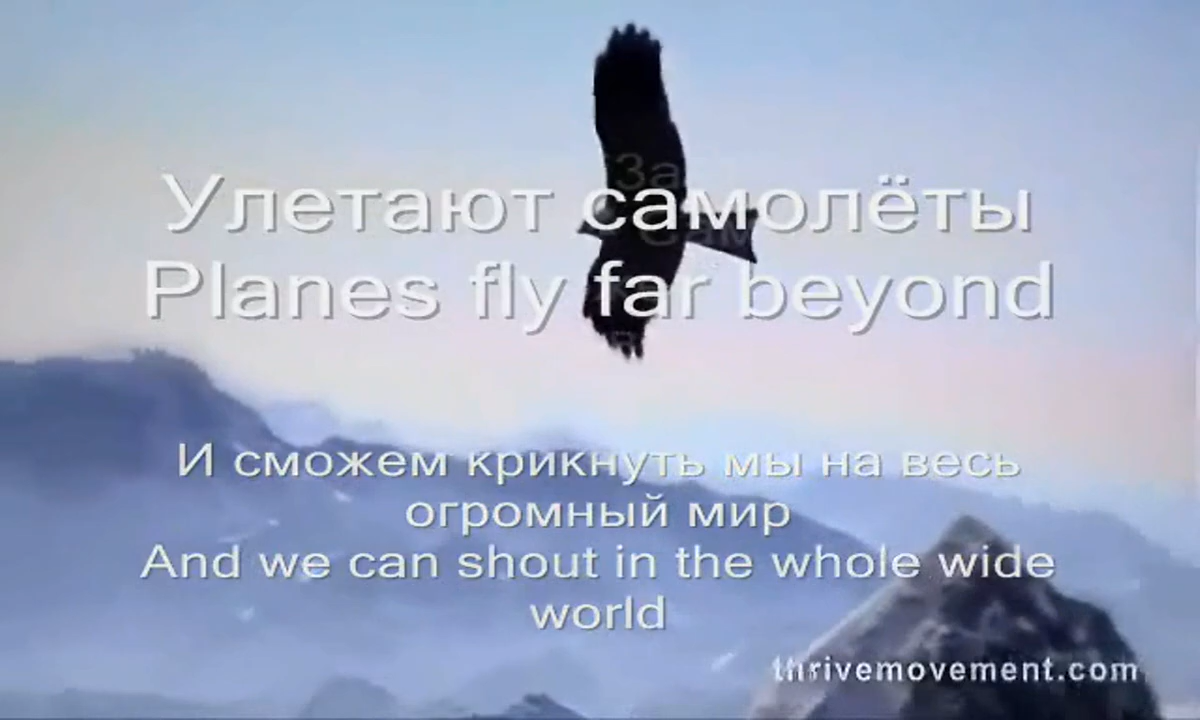 Улетают самолёты
Planes fly far beyond
И сможем крикнуть мы на весь
огромный мир
And we can shout in the whole wide
world
thrivemovement.com